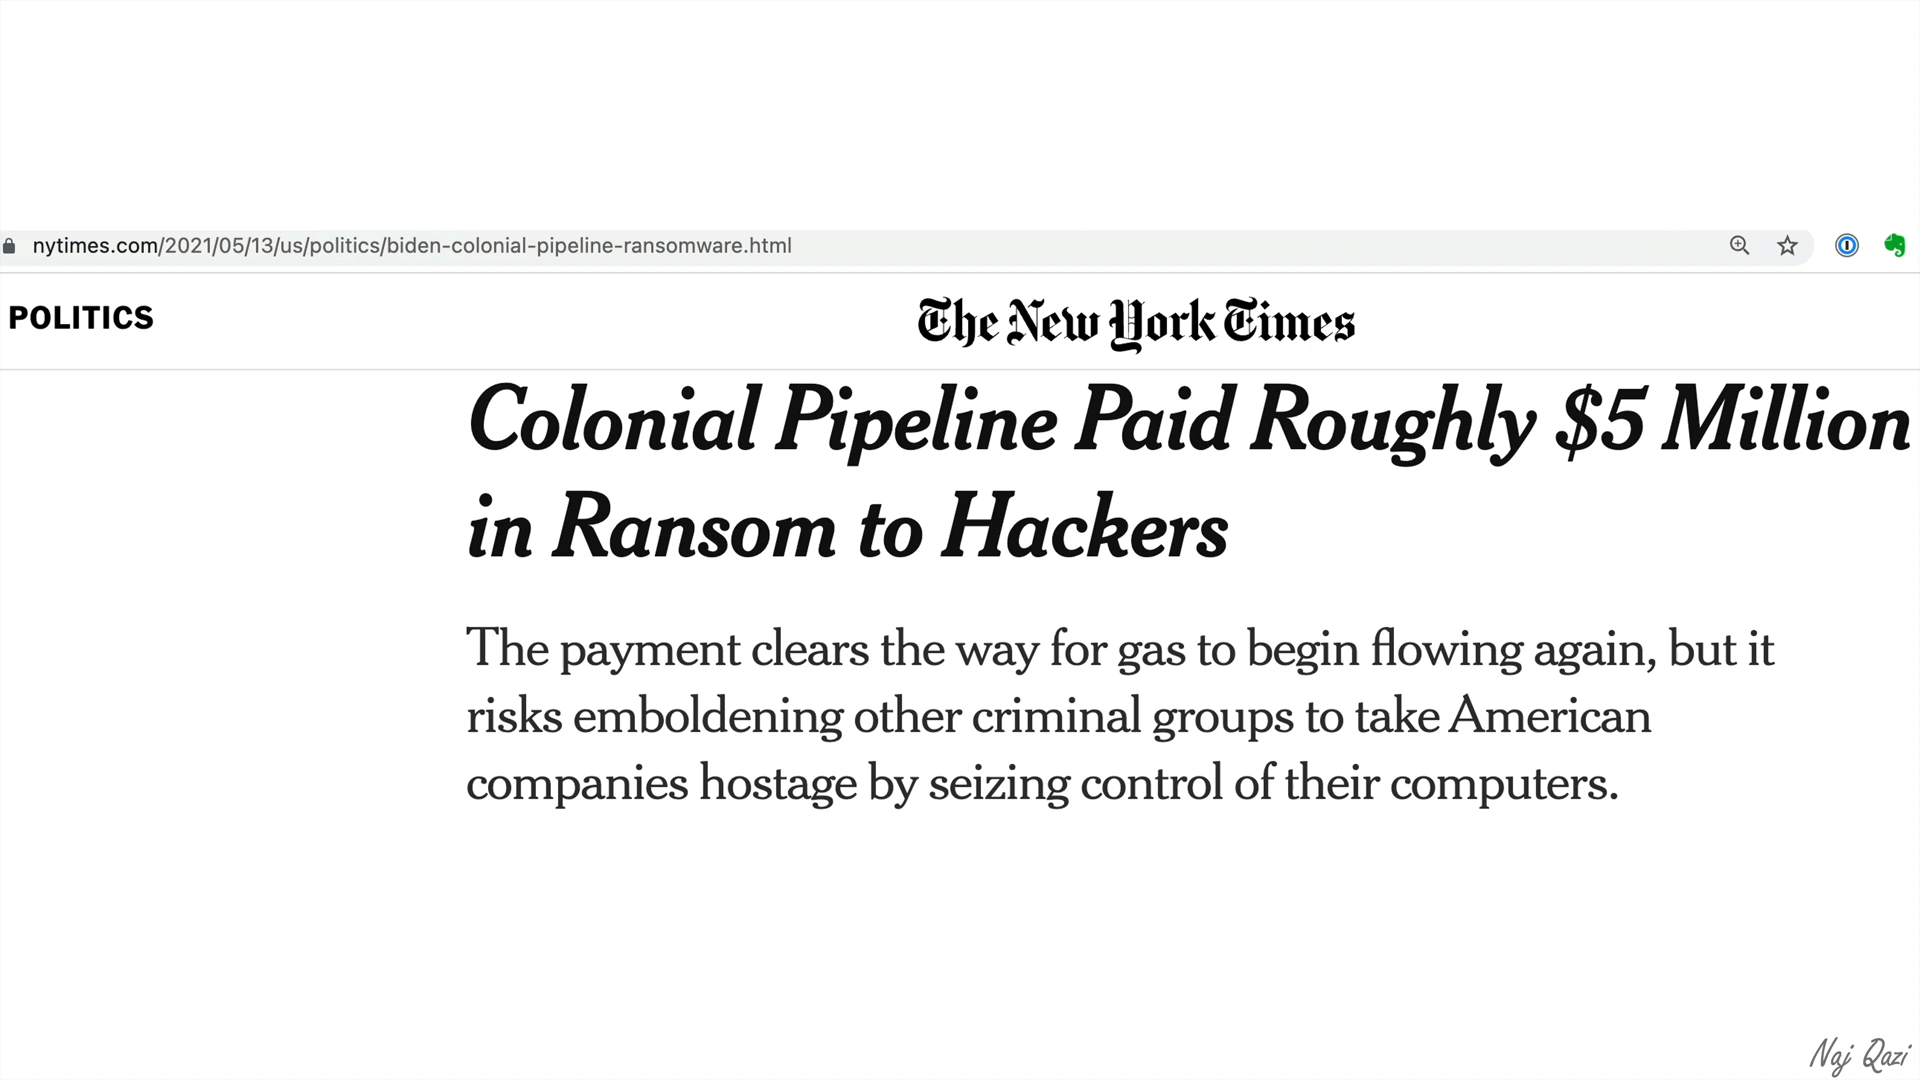 nytimes.com/2021/05/13/us/politics/biden-colonial-pipeline-ransomware.html
POLITICS
The New York Times
Colonial Pipeline Paid Roughly $5 Million
in Ransom to Hackers
The payment clears the way for gas to begin flowing again, but it
risks emboldening other criminal groups to take American
companies hostage by seizing control of their computers.
Naj Qazi